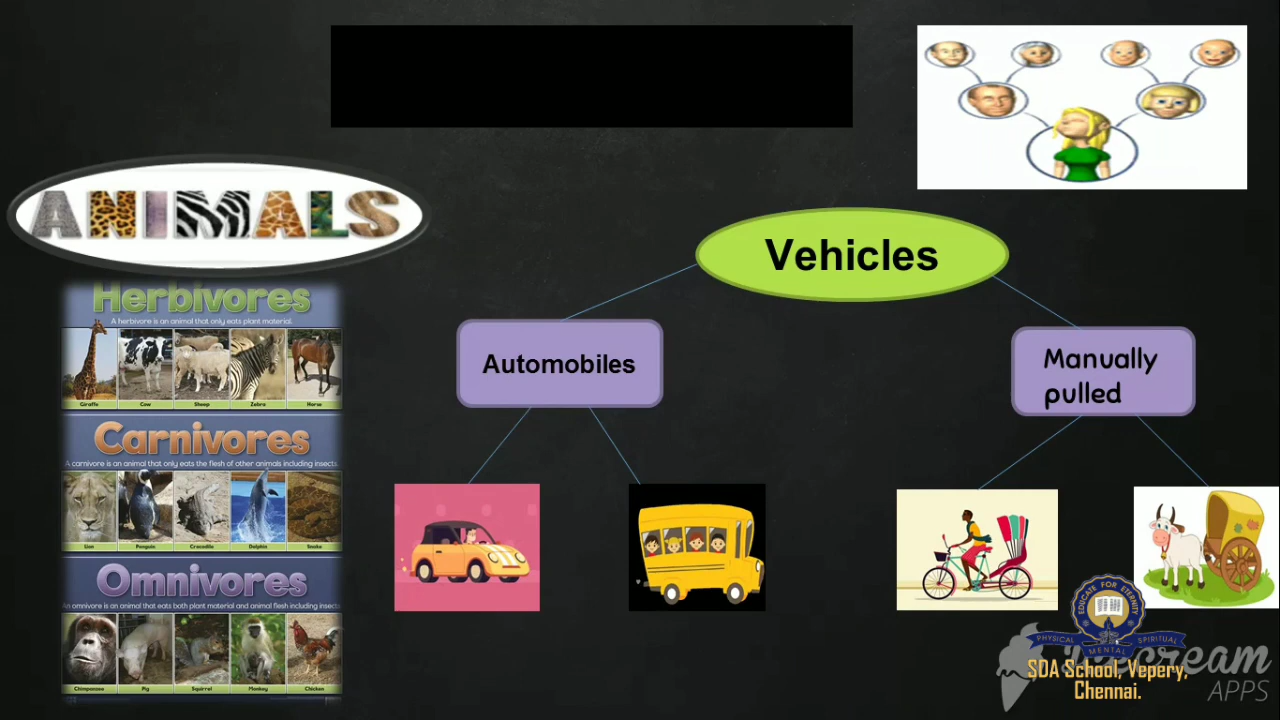 ANIMALS
Herbivores
A herbivore is an animal that only eats plant material.
Giraffe Cow Sheep Zebra Horse
Carnivores
A carnivore is an animal that only eats the flesh of other animals including insects.
Lion Penguin Crocodile Dolphin Snake
Omnivores
An omnivore is an animal that eats both plant material and animal flesh including insects.
Chimpanzee Pig Squirrel Monkey Chicken
Vehicles
Automobiles
Manually
pulled
EDUCATE FOR ETERNITY
PHYSICAL MENTAL SPIRITUAL
SDA School, Vepery,
Chennai.
APPS